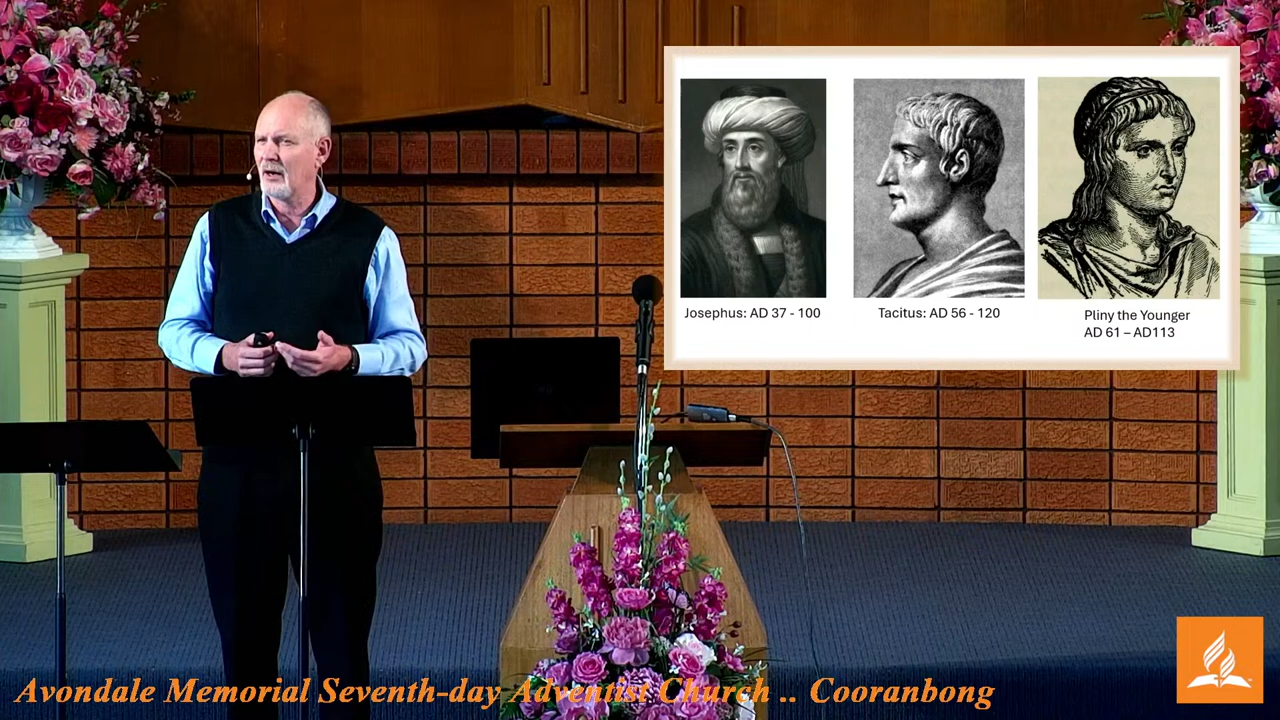 Josephus: AD 37 - 100
Tacitus: AD 56 - 120
Pliny the Younger
AD 61 – AD113
Avondale Memorial Seventh-day Adventist Church .. Cooranbong